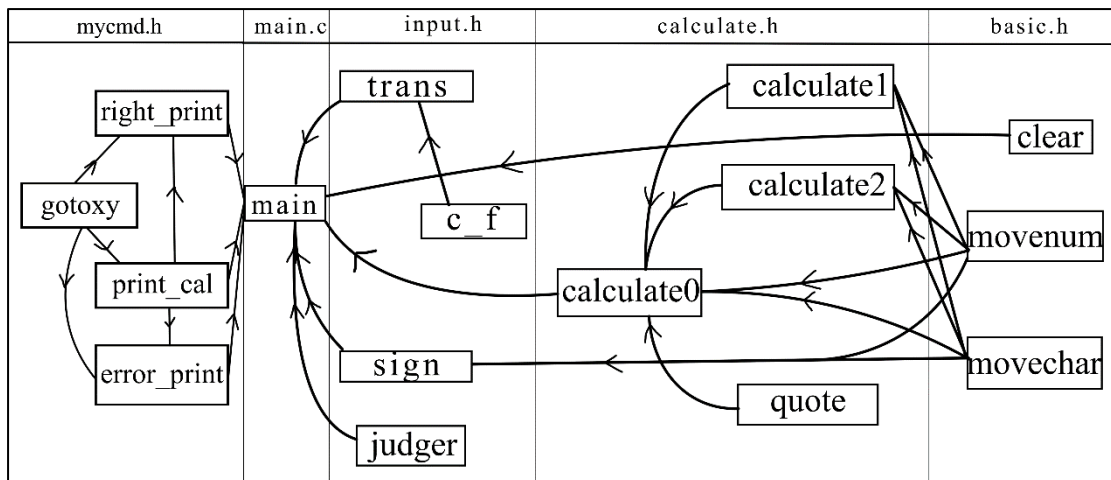 mycmd.h
main.c
input.h
calculate.h
basic.h
right_print
gotoxy
print_cal
error_print
main
trans
c_f
sign
judger
calculate1
calculate2
calculate0
quote
clear
movenum
movechar